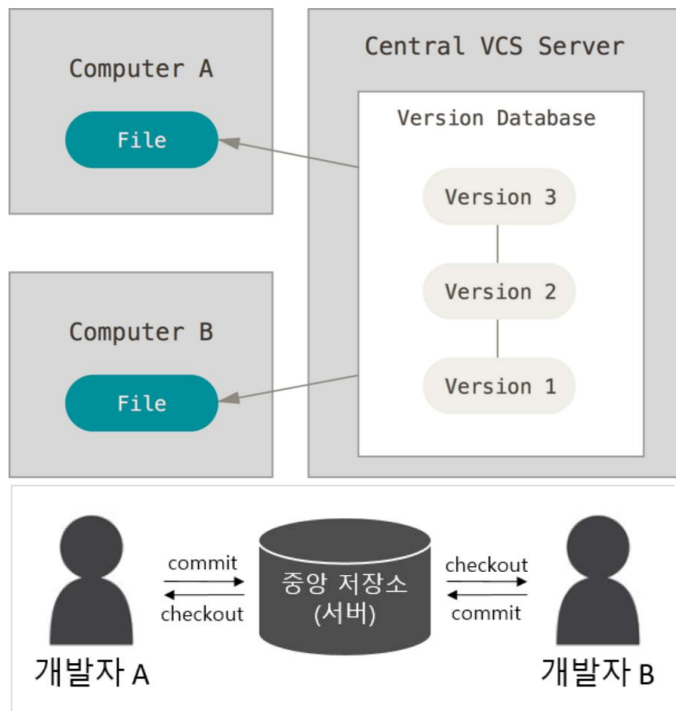 Computer A
File
Central VCS Server
Version Database
Version 3
Version 2
Version 1
Computer B
File
commit
checkout
중앙 저장소
(서버)
checkout
commit
개발자 A
개발자 B